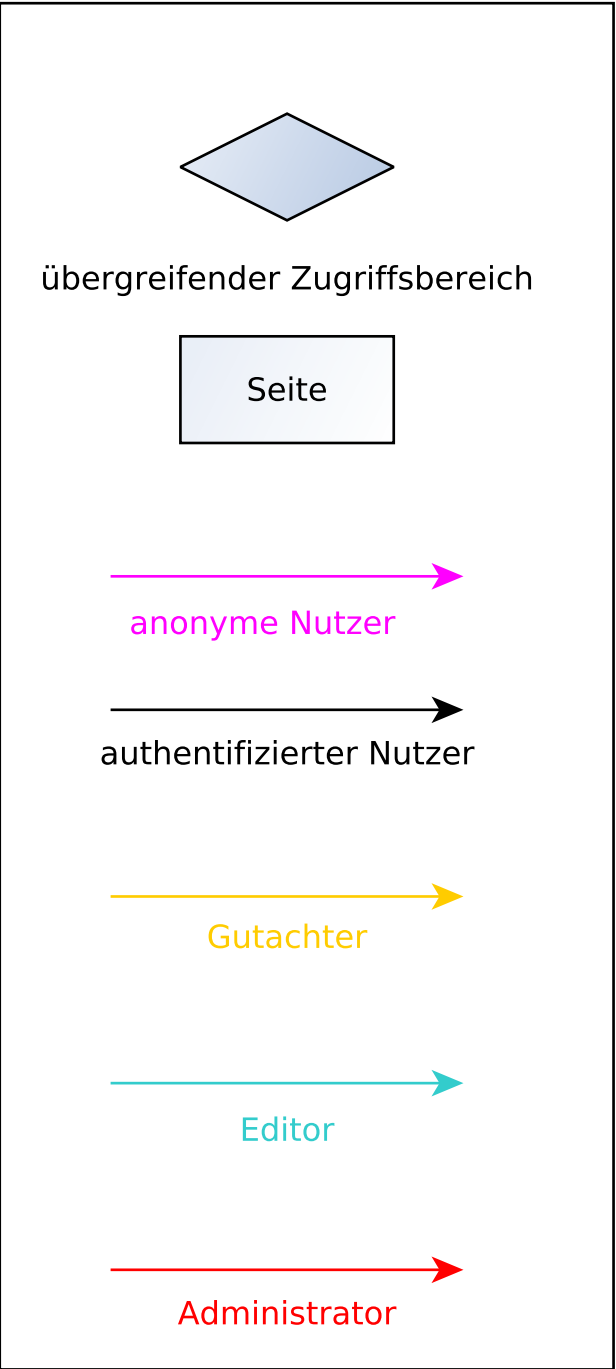 übergreifender Zugriffsbereich
Seite
anonyme Nutzer
authentifizierter Nutzer
Gutachter
Editor
Administrator